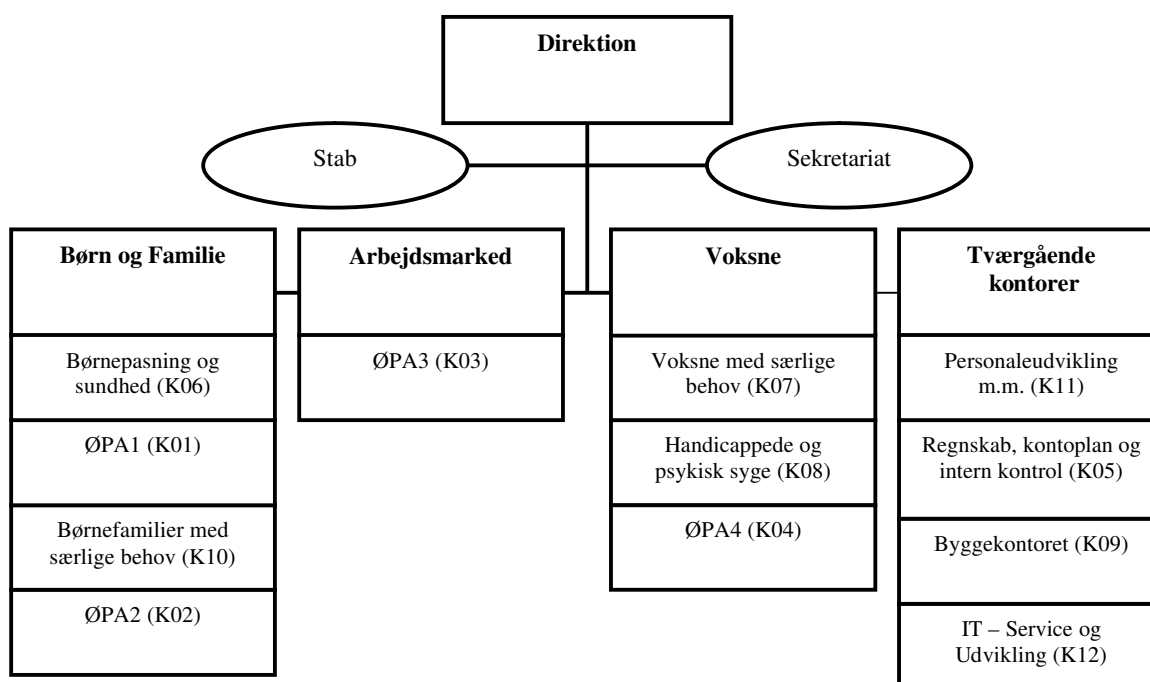 Direktion
Stab
Sekretariat
Børn og Familie
Børnepasning og
sundhed (K06)
ØPA1 (K01)
Børnefamilier med
særlige behov (K10)
ØPA2 (K02)
Arbejdsmarked
ØPA3 (K03)
Voksne
Voksne med særlige
behov (K07)
Handicappede og
psykisk syge (K08)
ØPA4 (K04)
Tværgående
kontorer
Personaleudvikling
m.m. (K11)
Regnskab, kontoplan og
intern kontrol (K05)
Byggekontoret (K09)
IT – Service og
Udvikling (K12)